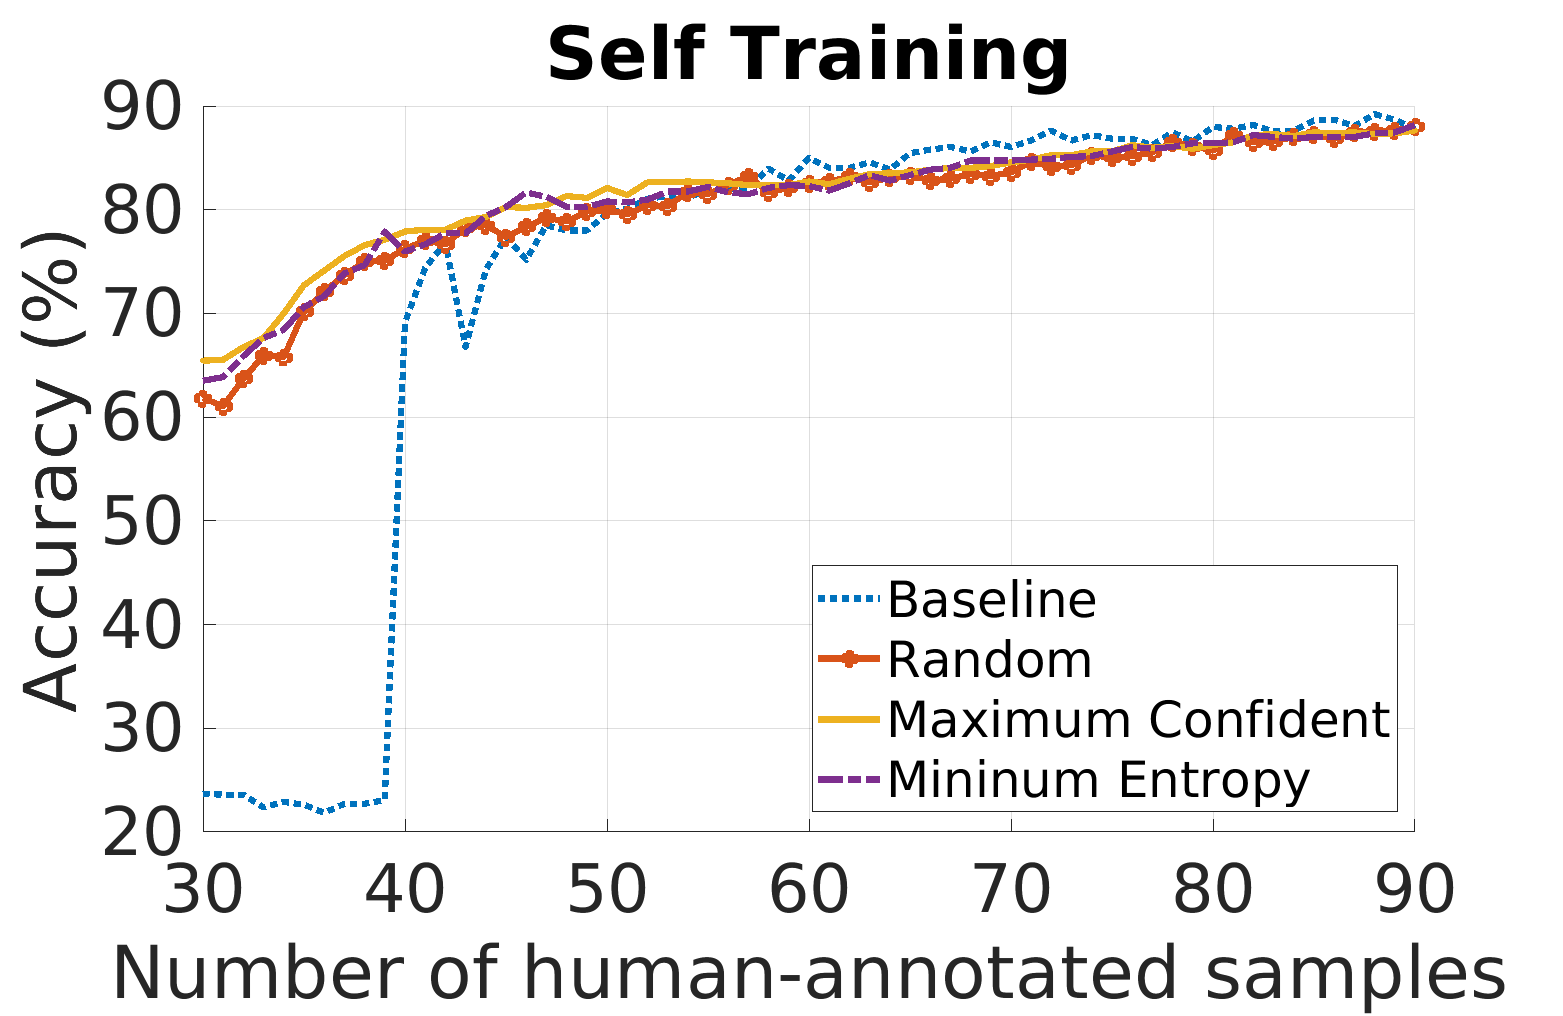 Self Training
Accuracy (%)
90
80
70
60
50
40
30
20
30 40 50 60 70 80 90
Number of human-annotated samples
Baseline
Random
Maximum Confident
Mininum Entropy